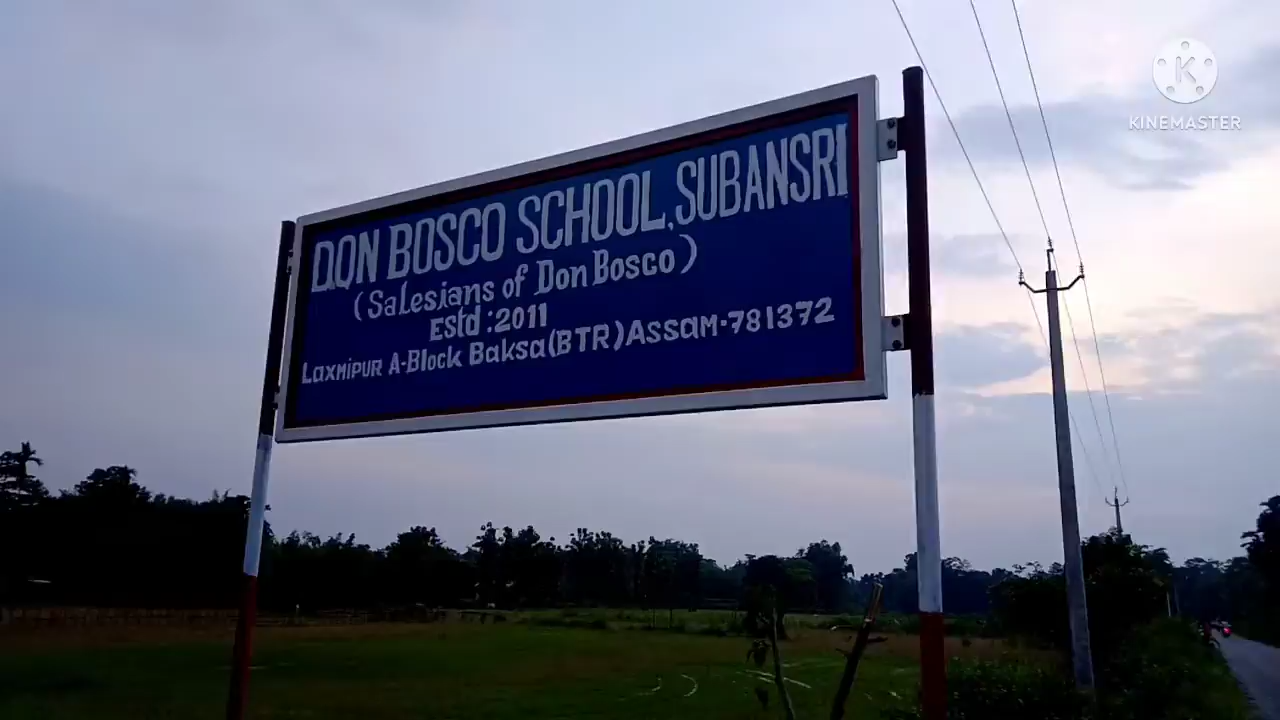 DON BOSCO SCHOOL, SUBANSRI
(Salesians of Don Bosco)
Estd :2011
Laxmipur A-Block Baksa(BTR)Assam-781372
K
KINEMASTER